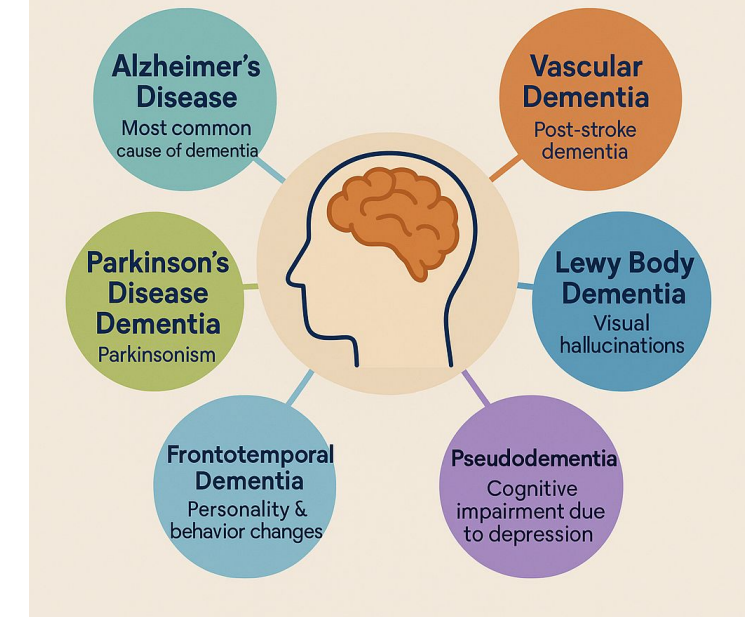 Alzheimer's
Disease
Most common
cause of dementia
Vascular
Dementia
Post-stroke
dementia
Parkinson's
Disease
Dementia
Parkinsonism
Lewy Body
Dementia
Visual
hallucinations
Frontotemporal
Dementia
Personality &
behavior changes
Pseudodementia
Cognitive
impairment due
to depression